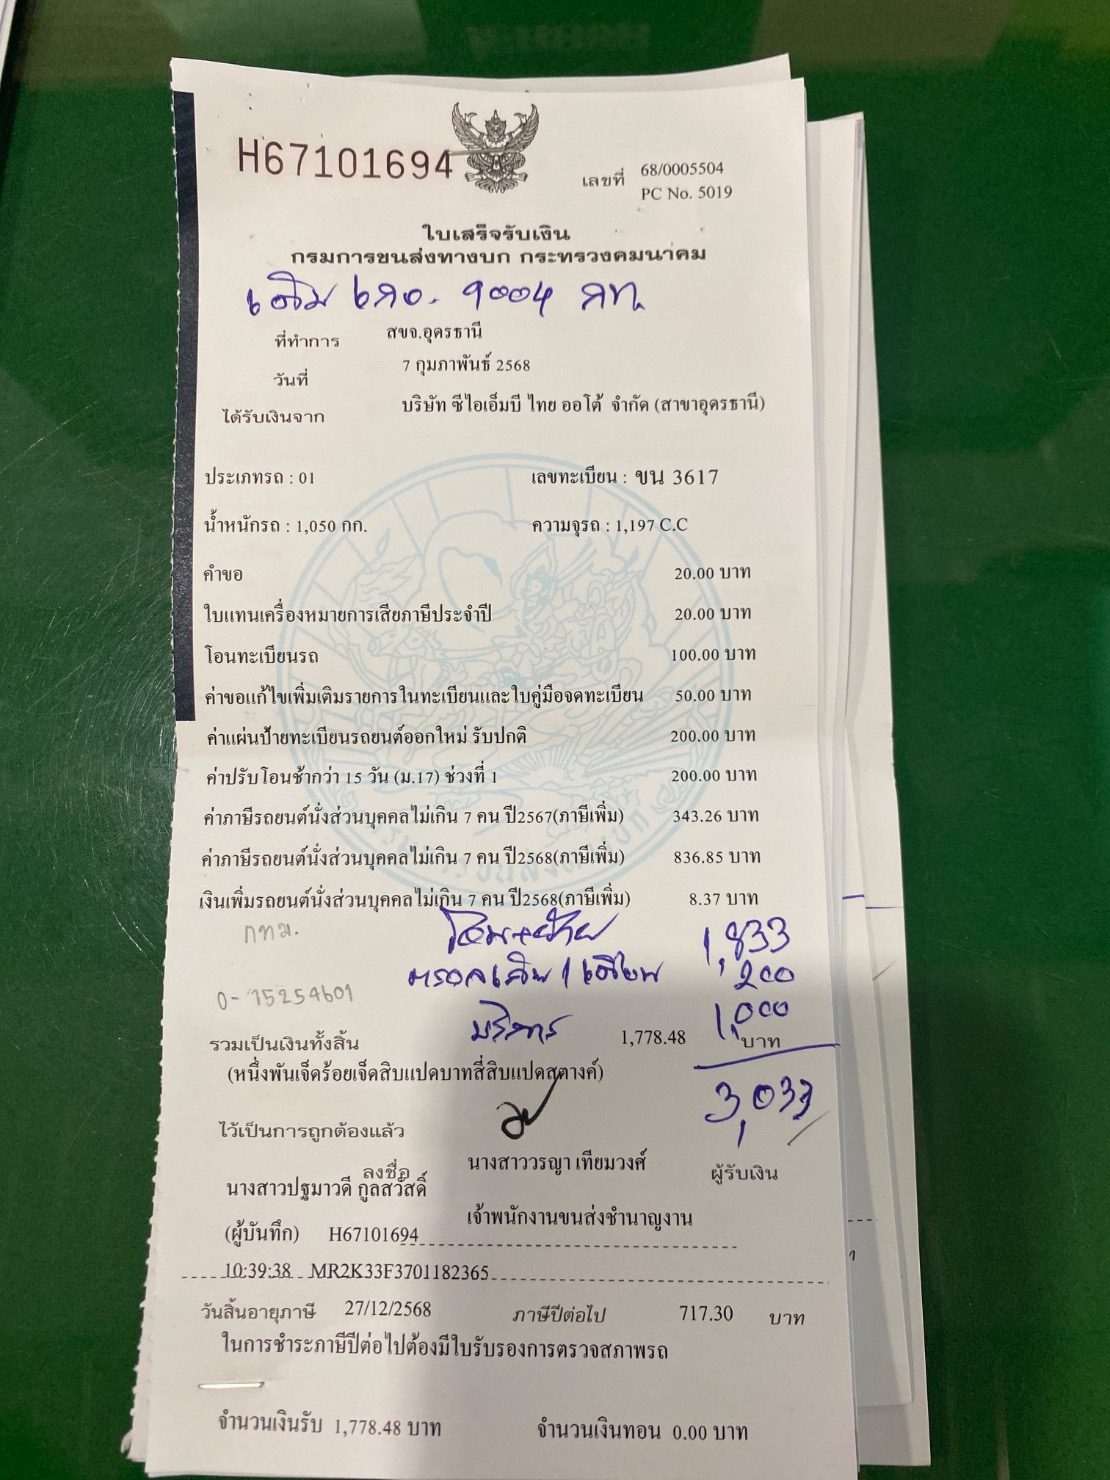 H67101694
เลขที่ 68/0005504
PC No. 5019
ใบเสร็จรับเงิน
กรมการขนส่งทางบก กระทรวงคมนาคม
เดิม 6กอ. 9004 กท.
ที่ทำการ สขจ.อุดรธานี
วันที่ 7 กุมภาพันธ์ 2568
ได้รับเงินจาก บริษัท ซีไอเอ็มบี ไทย ออโต้ จำกัด (สาขาอุดรธานี)
ประเภทรถ : 01 เลขทะเบียน : ขน 3617
น้ำหนักรถ : 1,050 กก. ความจุรถ : 1,197 C.C
คำขอ 20.00 บาท
ใบแทนเครื่องหมายการเสียภาษีประจำปี 20.00 บาท
โอนทะเบียนรถ 100.00 บาท
ค่าขอแก้ไขเพิ่มเติมรายการในทะเบียนและใบคู่มือจดทะเบียน 50.00 บาท
ค่าแผ่นป้ายทะเบียนรถยนต์ออกใหม่ รับปกติ 200.00 บาท
ค่าปรับโอนช้ากว่า 15 วัน (ม.17) ช่วงที่ 1 200.00 บาท
ค่าภาษีรถยนต์นั่งส่วนบุคคลไม่เกิน 7 คน ปี2567(ภาษีเพิ่ม) 343.26 บาท
ค่าภาษีรถยนต์นั่งส่วนบุคคลไม่เกิน 7 คน ปี2568(ภาษีเพิ่ม) 836.85 บาท
เงินเพิ่มรถยนต์นั่งส่วนบุคคลไม่เกิน 7 คน ปี2568(ภาษีเพิ่ม) 8.37 บาท
กทม. โอน+ย้าย 1,833
0-75254601 200
บริการ 1,000
รวมเป็นเงินทั้งสิ้น 1,778.48 บาท
(หนึ่งพันเจ็ดร้อยเจ็ดสิบแปดบาทสี่สิบแปดสตางค์)
3,033
ไว้เป็นการถูกต้องแล้ว
ลงชื่อ นางสาววรญา เทียมวงศ์ ผู้รับเงิน
นางสาวปฐมาวดี กูลสวัสดิ์
(ผู้บันทึก) H67101694 เจ้าพนักงานขนส่งชำนาญงาน
10:39:38 MR2K33F3701182365
วันสิ้นอายุภาษี 27/12/2568 ภาษีปีต่อไป 717.30 บาท
ในการชำระภาษีปีต่อไปต้องมีใบรับรองการตรวจสภาพรถ
จำนวนเงินรับ 1,778.48 บาท จำนวนเงินทอน 0.00 บาท